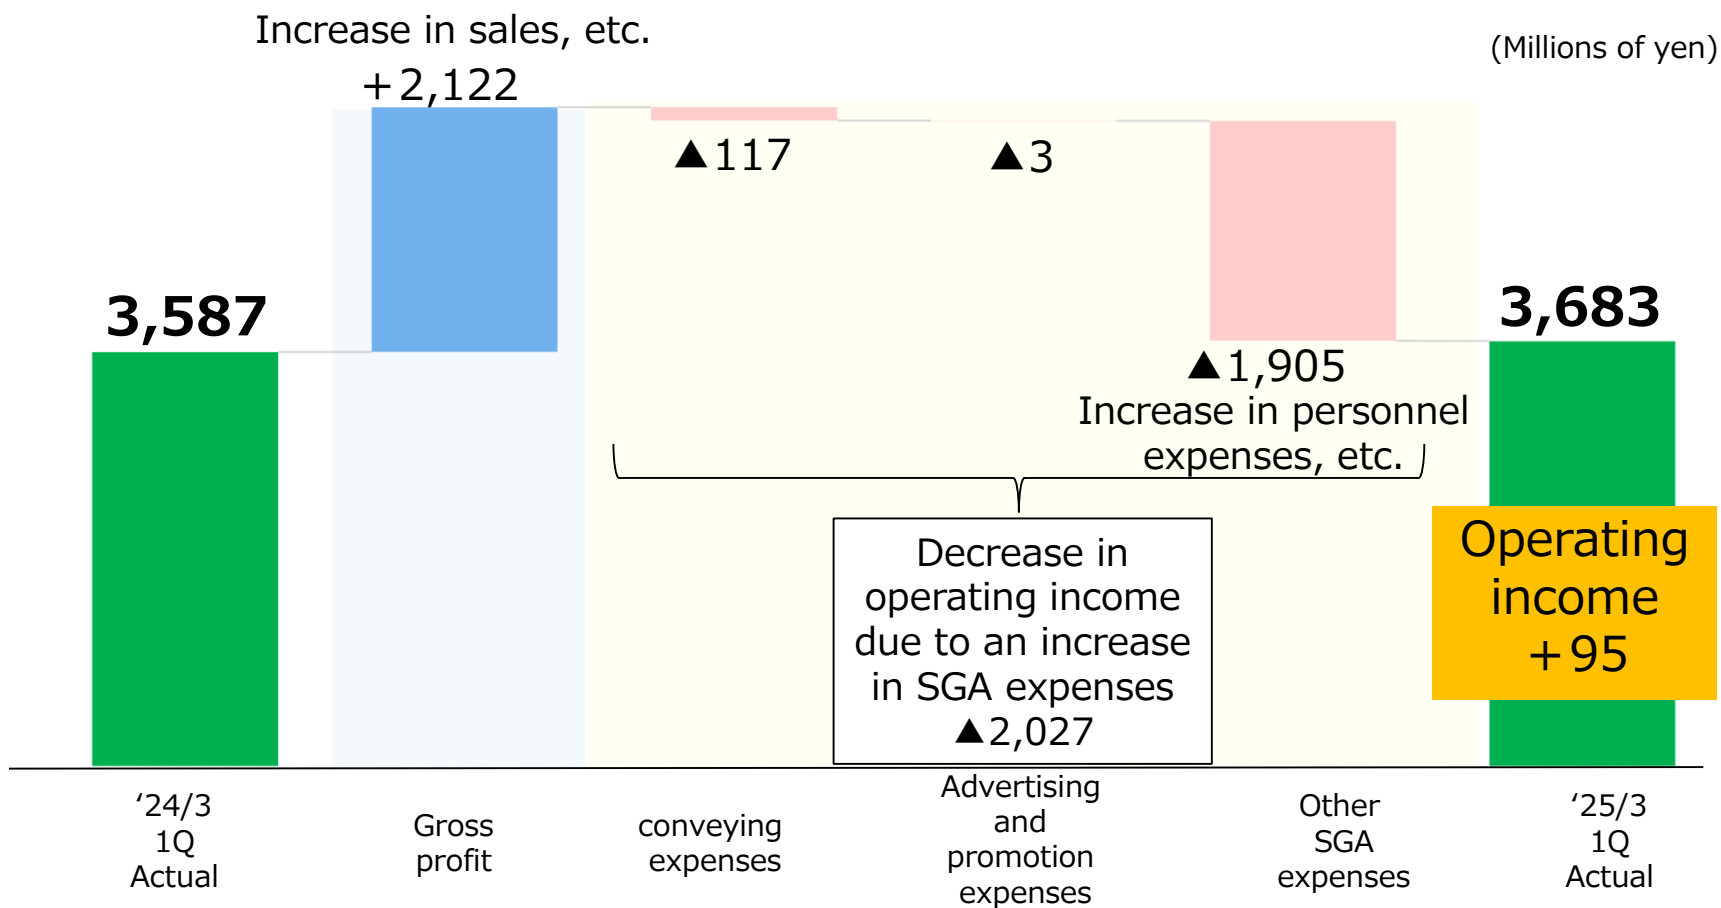 Increase in sales, etc.
+2,122
(Millions of yen)
▲117
▲3
3,587
3,683
▲1,905
Increase in personnel
expenses, etc.
Decrease in
operating income
due to an increase
in SGA expenses
▲2,027
Operating
income
+95
‘24/3
1Q
Actual
Gross
profit
conveying
expenses
Advertising
and
promotion
expenses
Other
SGA
expenses
‘25/3
1Q
Actual